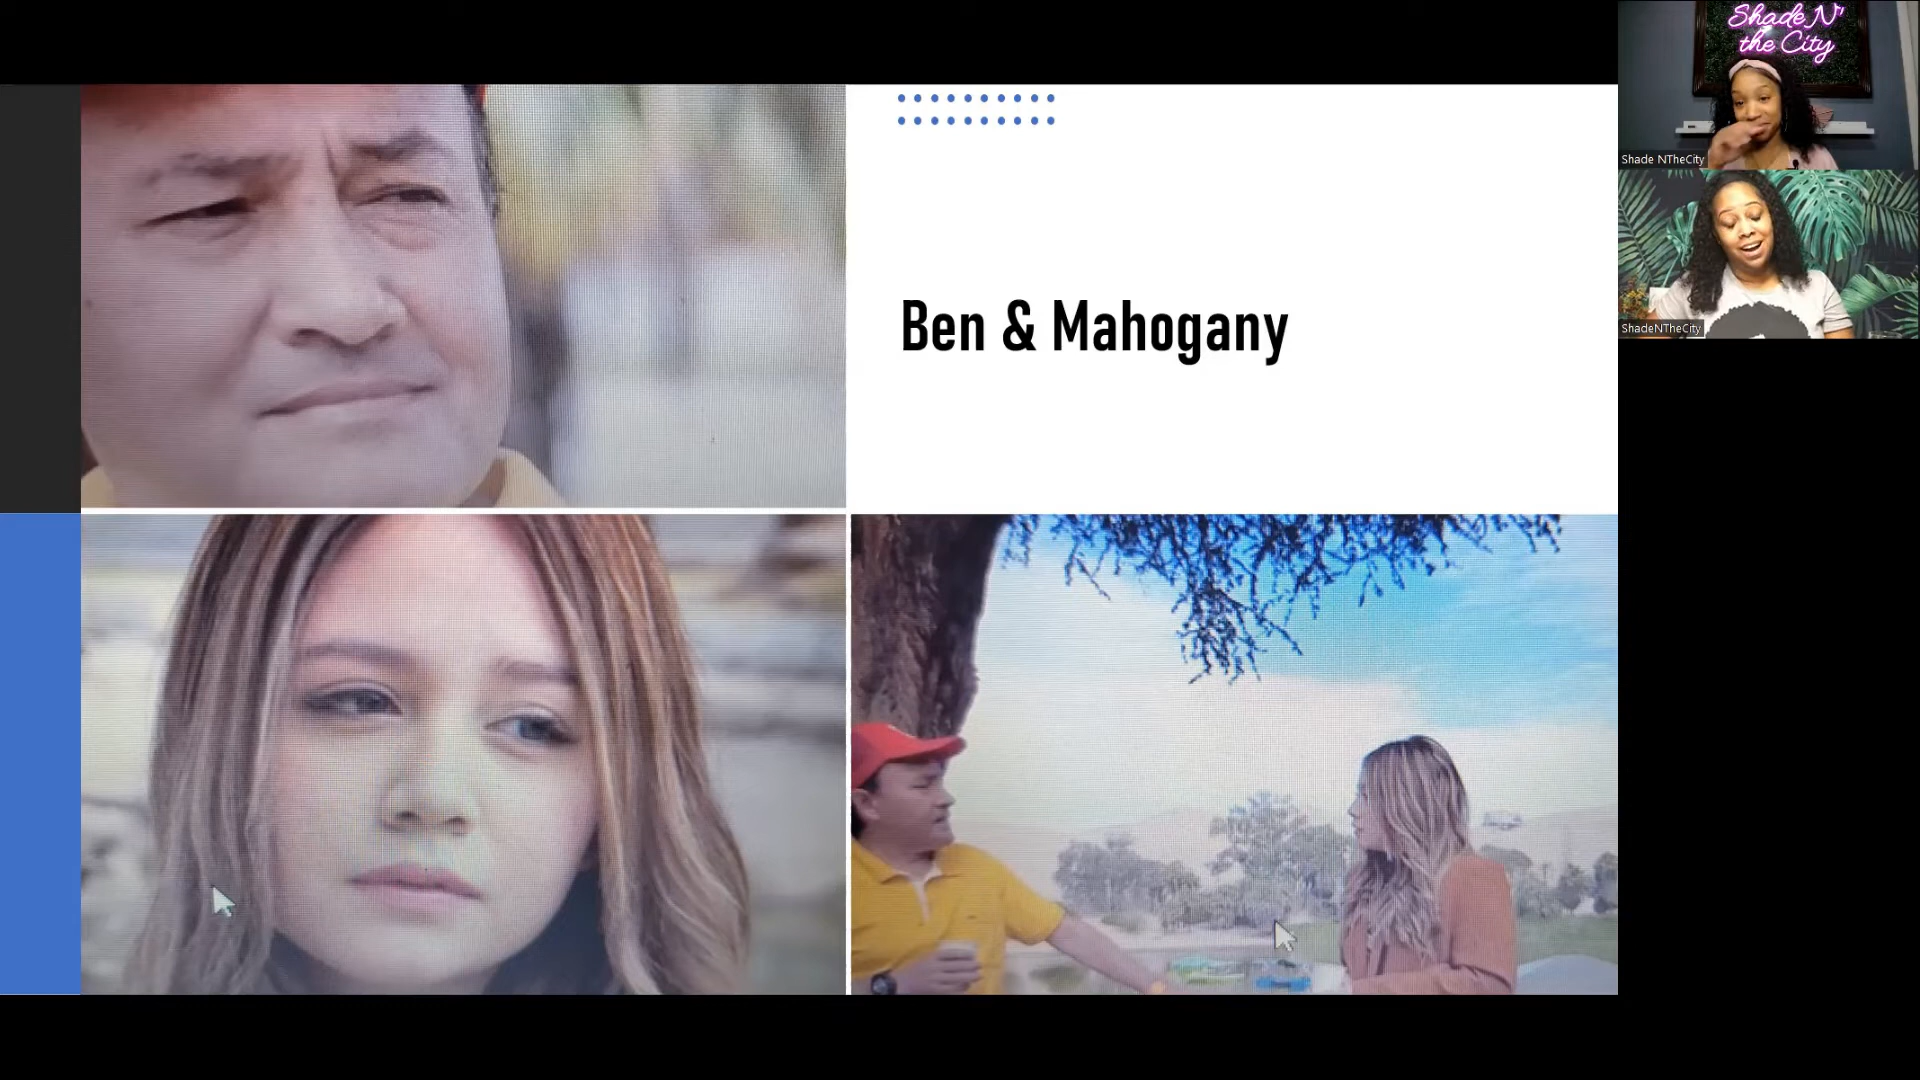 Ben & Mahogany
Shade N'
the City
Shade NTheCity
ShadeNTheCity